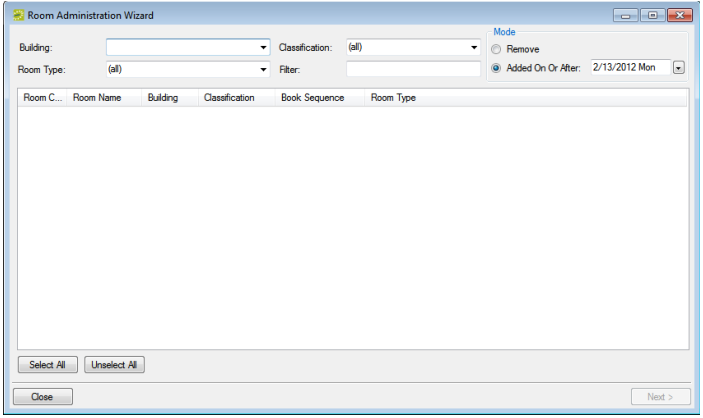 Room Administration Wizard
Mode
Building:
Classification: (all)
Remove
Room Type: (all)
Filter:
Added On Or After: 2/13/2012 Mon
Room C... Room Name Building Classification Book Sequence Room Type
Select All Unselect All
Close Next >